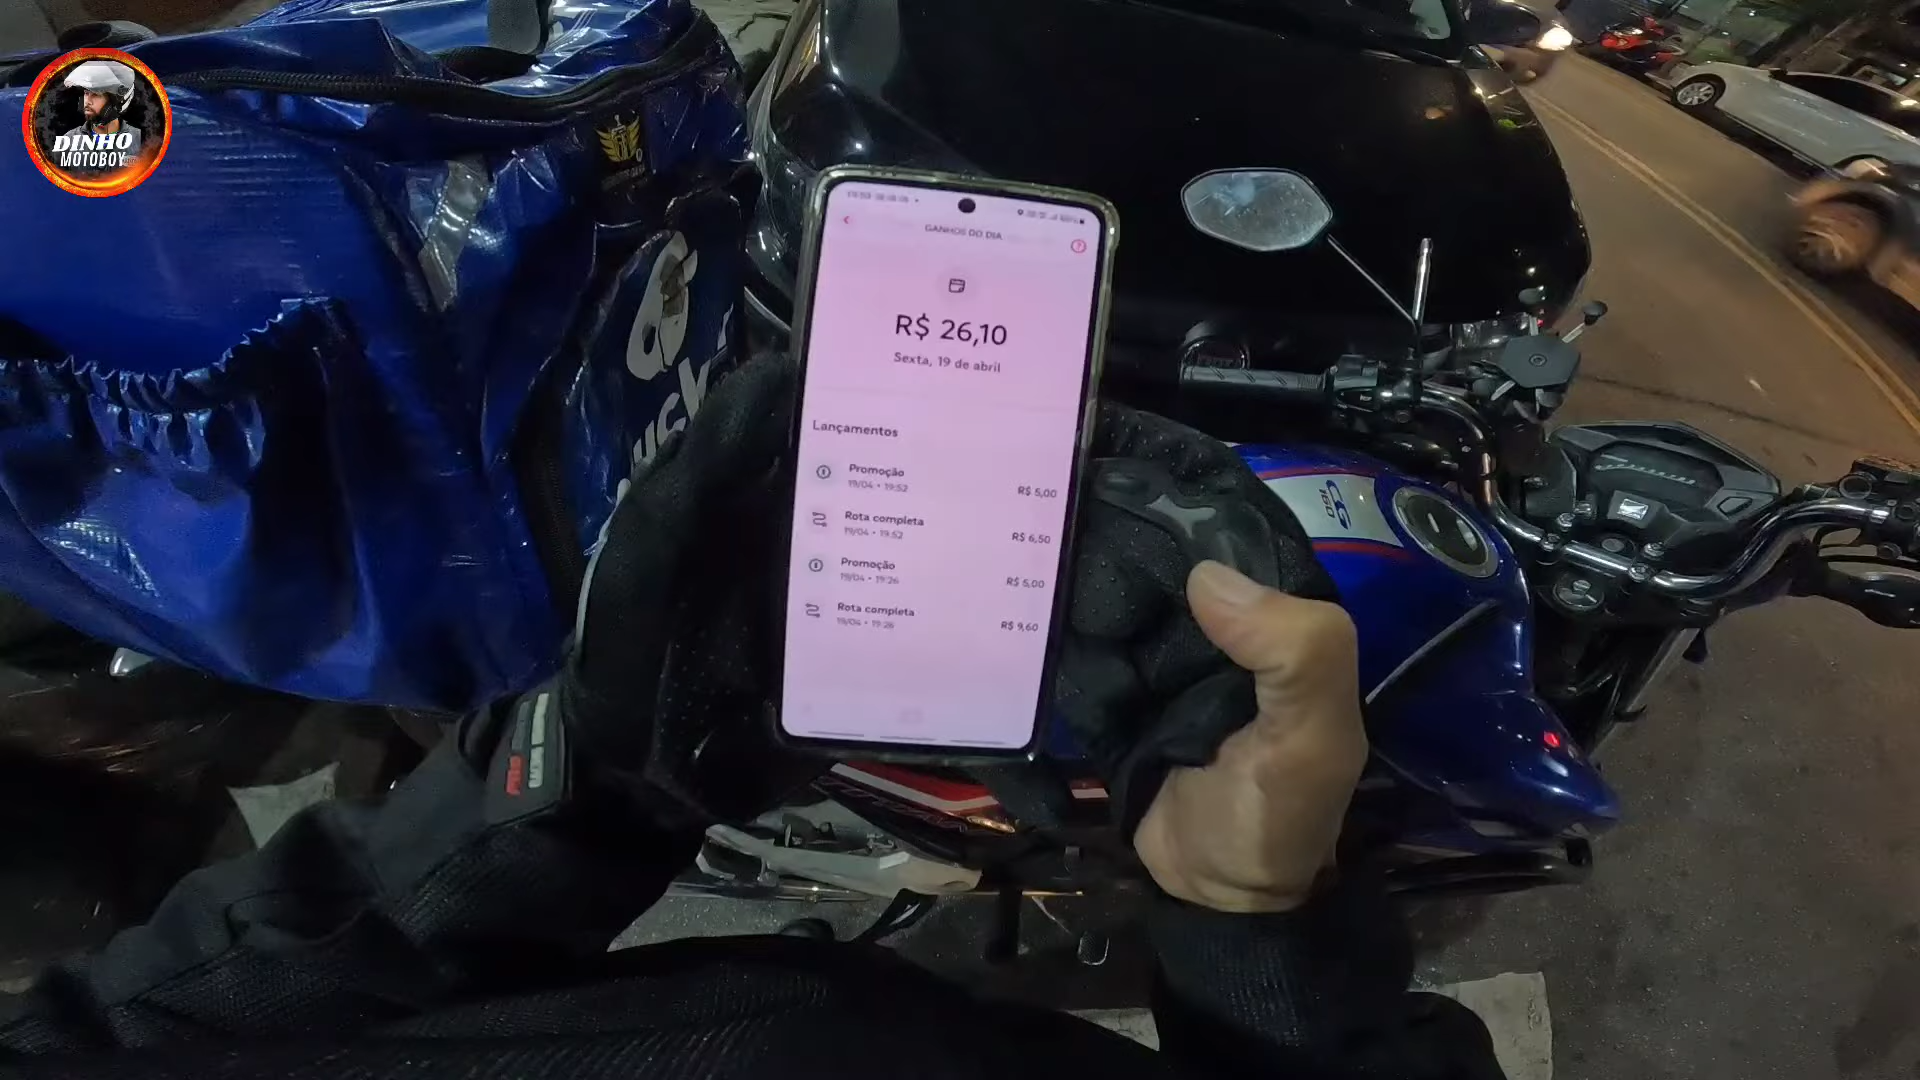 DINHO
MOTOBOY
GANHOS DO DIA
R$ 26,10
Sexta, 19 de abril
Lançamentos
Promoção
19/04 • 19:52
R$ 5,00
Rota completa
19/04 • 19:52
R$ 6,50
Promoção
19/04 • 19:26
R$ 5,00
Rota completa
19/04 • 19:26
R$ 9,60
CG
160